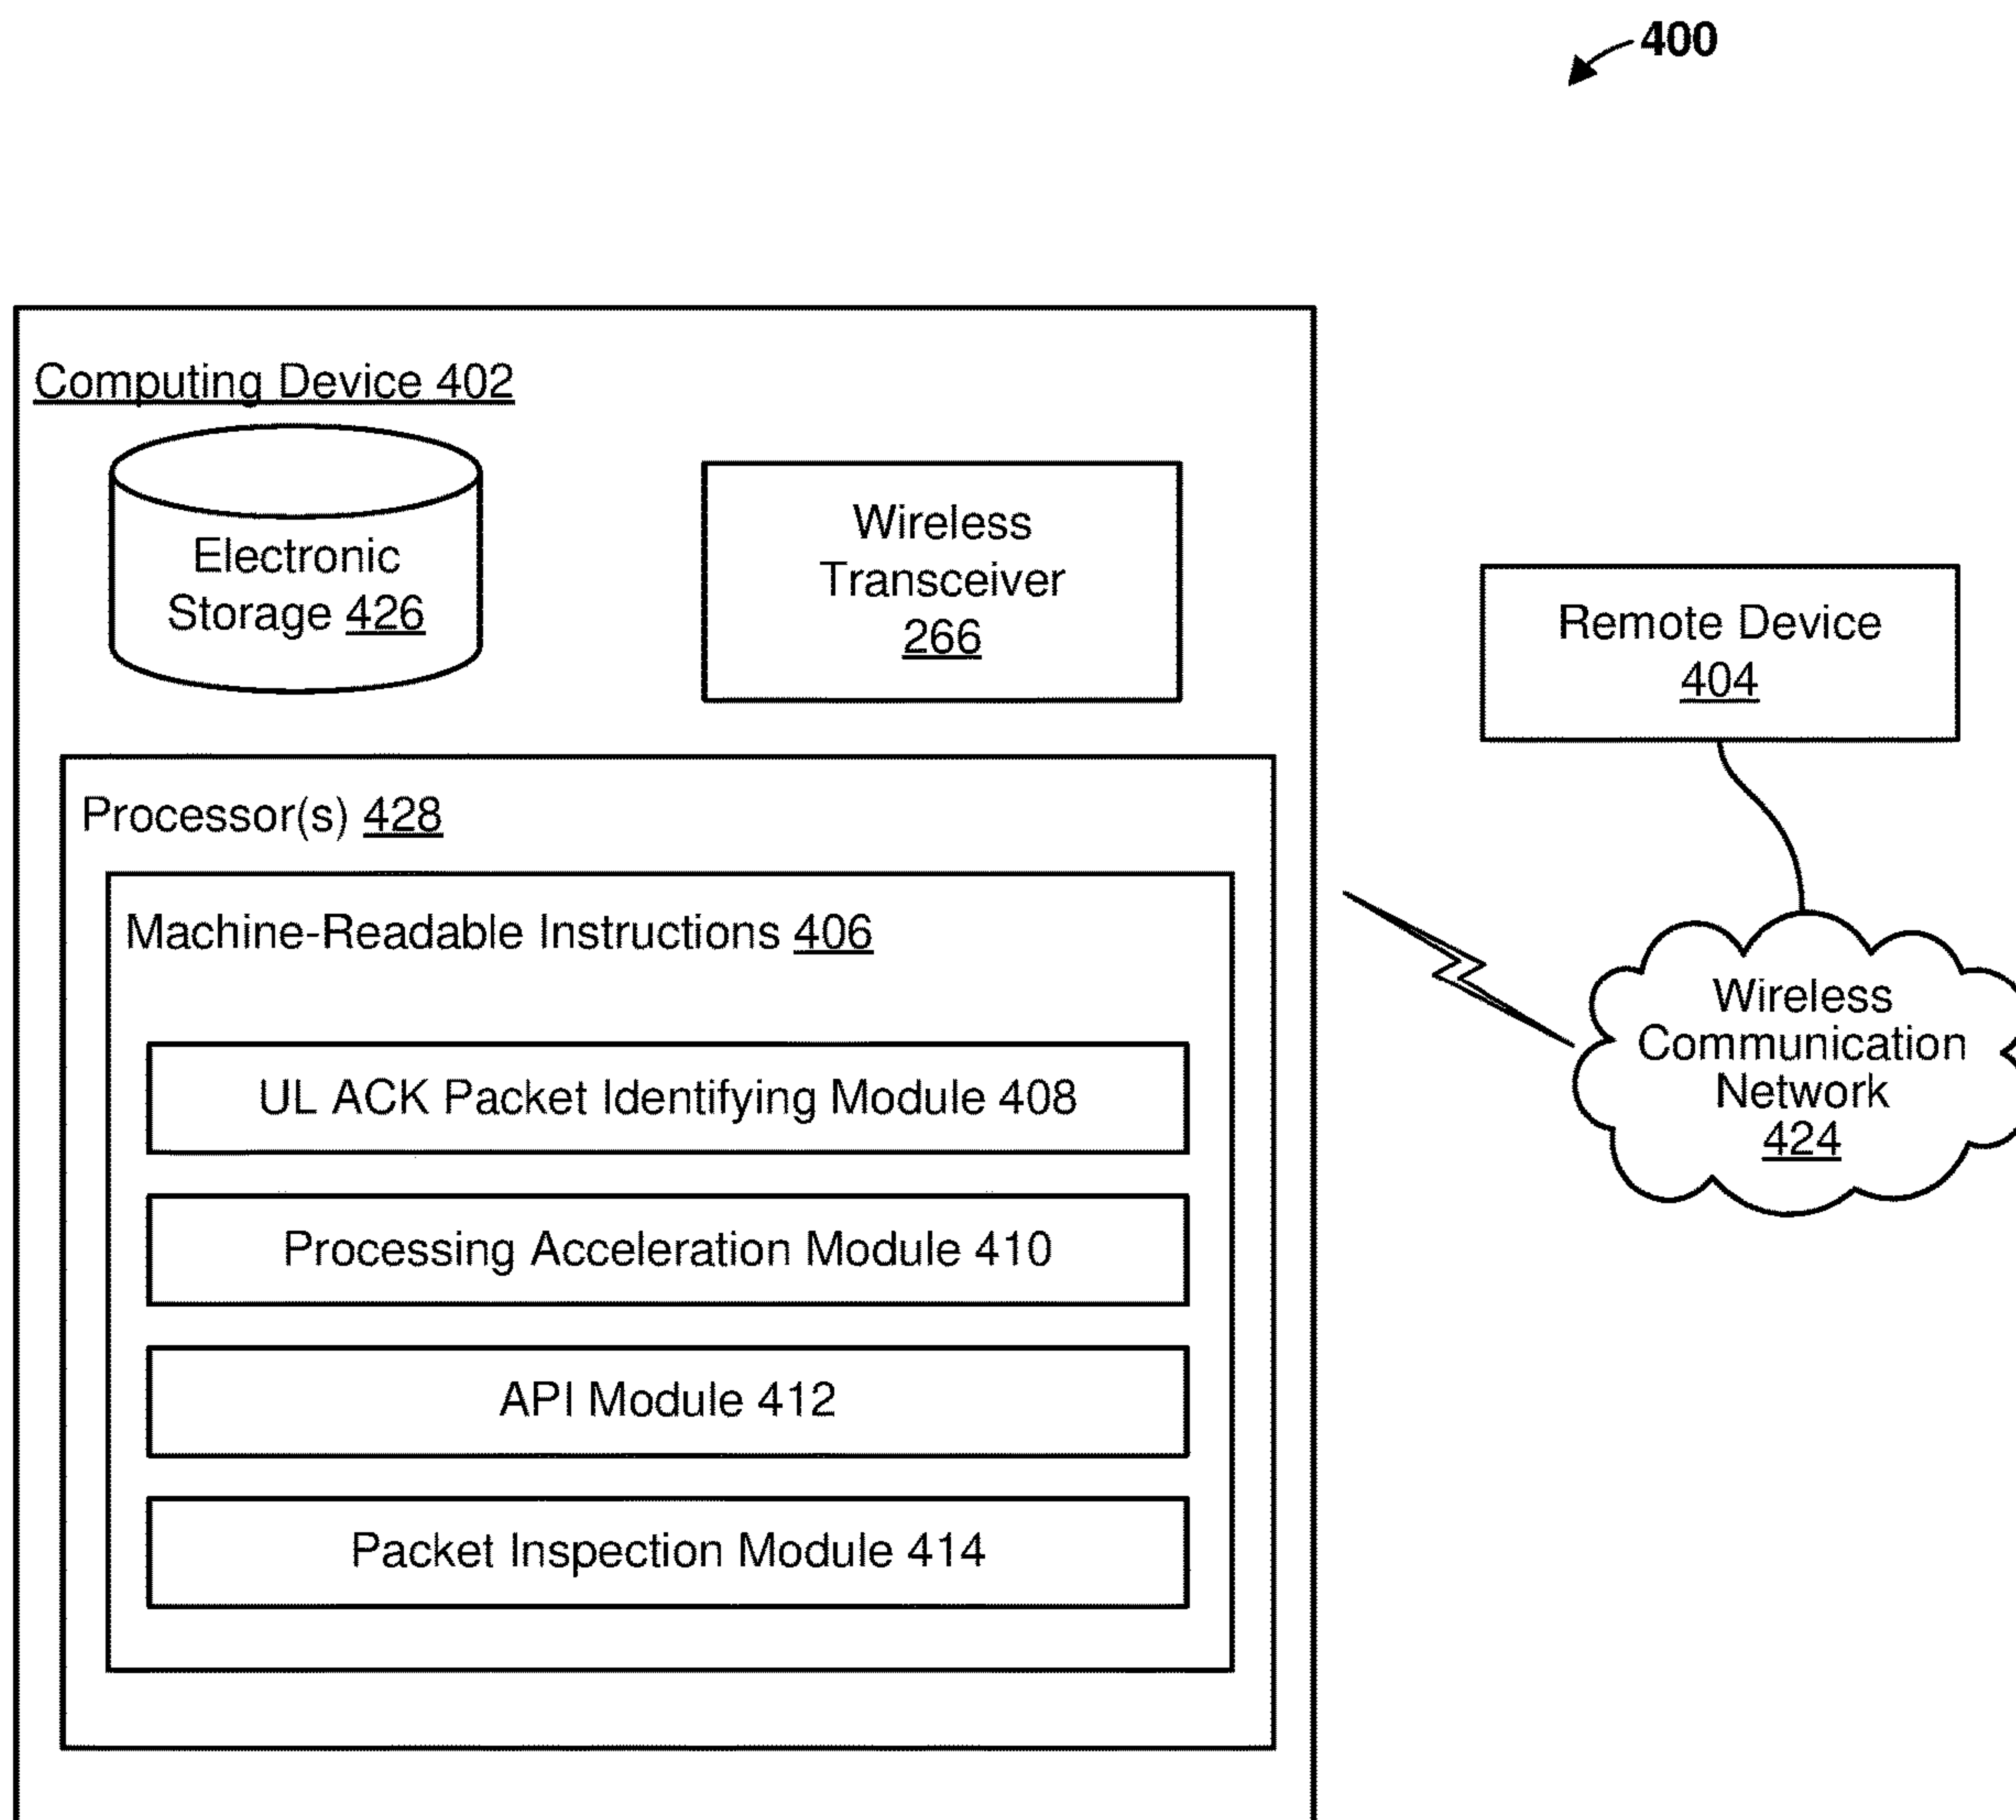 400
Computing Device 402
Electronic
Storage 426
Wireless
Transceiver
266
Remote Device
404
Processor(s) 428
Machine-Readable Instructions 406
Wireless
Communication
Network
424
UL ACK Packet Identifying Module 408
Processing Acceleration Module 410
API Module 412
Packet Inspection Module 414